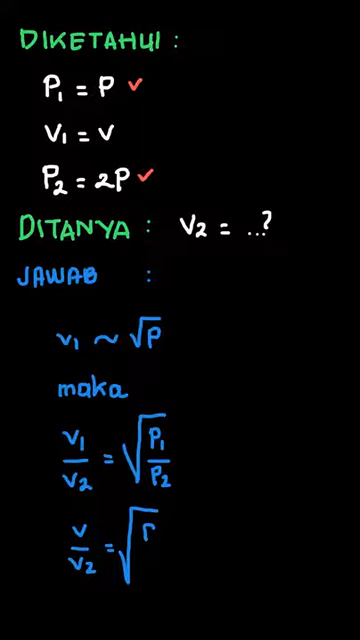 DIKETAHUI :
P₁ = P ✓
V₁ = V
P₂ = 2P ✓
DITANYA : V₂ = ...?
JAWAB :
V₁ ~ √P
maka
V₁/V₂ = √(P₁/P₂)
V/V₂ = √